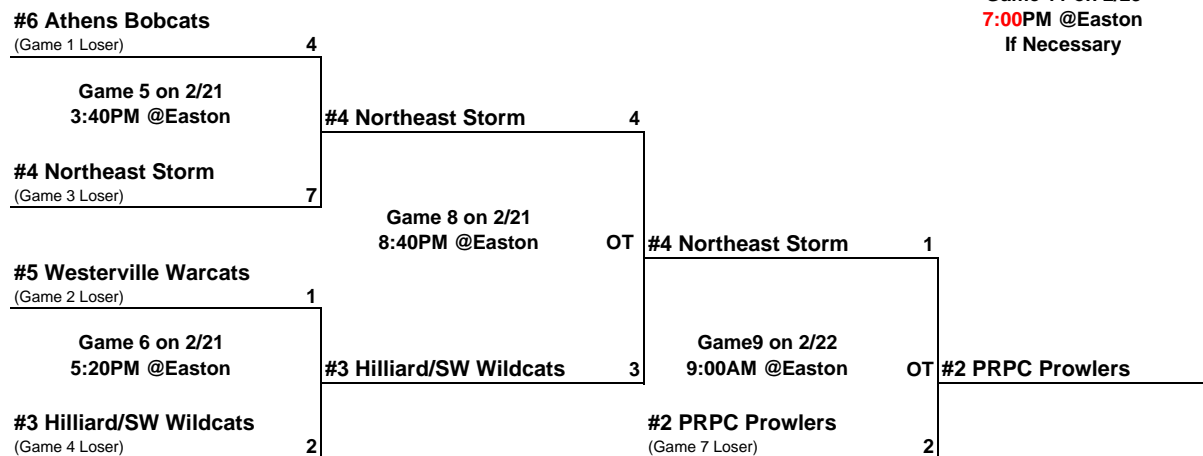 7:00PM @Easton
If Necessary
#6 Athens Bobcats
(Game 1 Loser) 4
Game 5 on 2/21
3:40PM @Easton
#4 Northeast Storm 4
#4 Northeast Storm
(Game 3 Loser) 7
Game 8 on 2/21
8:40PM @Easton OT
#4 Northeast Storm 1
#5 Westerville Warcats
(Game 2 Loser) 1
Game 6 on 2/21
5:20PM @Easton
#3 Hilliard/SW Wildcats 3
Game9 on 2/22
9:00AM @Easton OT
#2 PRPC Prowlers
#3 Hilliard/SW Wildcats
(Game 4 Loser) 2
#2 PRPC Prowlers
(Game 7 Loser) 2